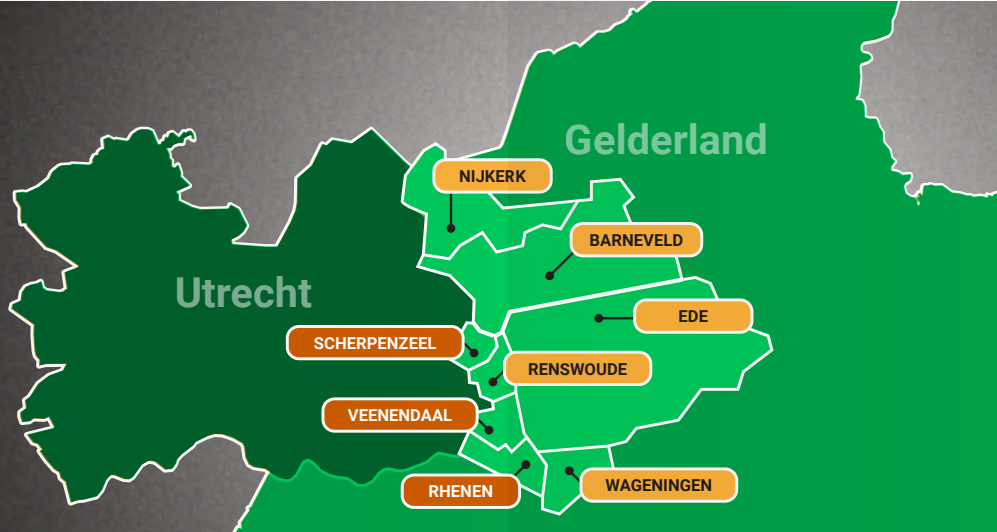 Gelderland
NIJKERK
BARNEVELD
Utrecht
EDE
SCHERPENZEEL
RENSWOUDE
VEENENDAAL
RHENEN
WAGENINGEN